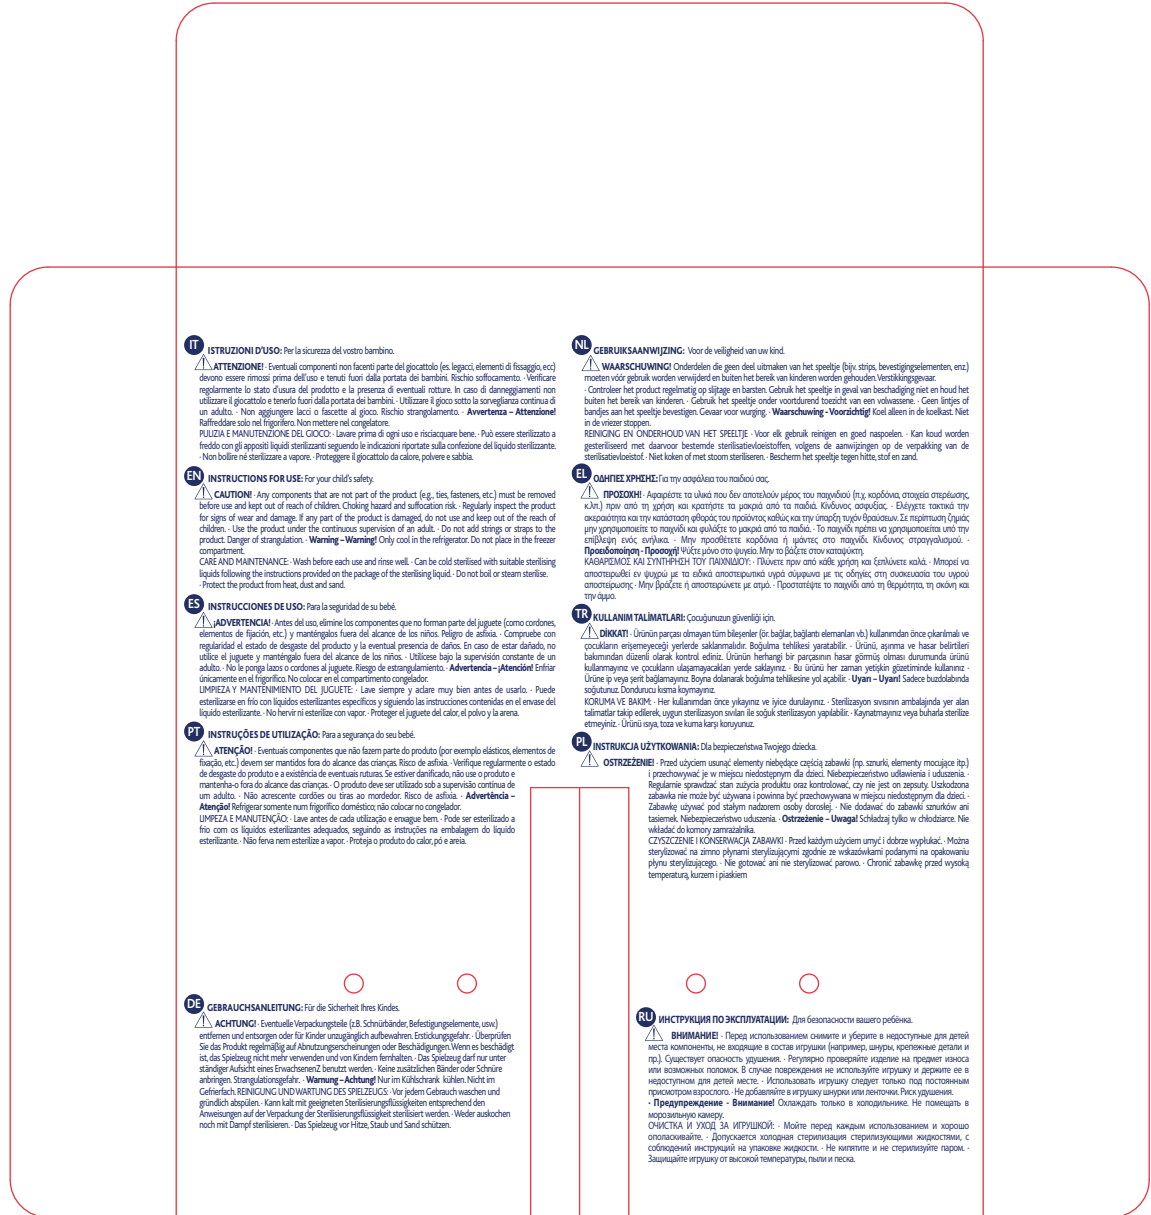 IT ISTRUZIONI D'USO: Per la sicurezza del vostro bambino.
ATTENZIONE! · Eventuali componenti non facenti parte del giocattolo (es. legacci, elementi di fissaggio, ecc)
devono essere rimossi prima dell'uso e tenuti fuori dalla portata dei bambini. Rischio soffocamento. · Verificare
regolarmente lo stato d'usura del prodotto e la presenza di eventuali rotture. In caso di danneggiamenti non
utilizzare il giocattolo e tenerlo fuori dalla portata dei bambini. · Utilizzare il gioco sotto la sorveglianza continua di
un adulto. · Non aggiungere lacci o fascette al gioco. Rischio strangolamento. · Avvertenza – Attenzione!
Raffreddare solo nel frigorifero. Non mettere nel congelatore.
PULIZIA E MANUTENZIONE DEL GIOCO: · Lavare prima di ogni uso e risciacquare bene. · Può essere sterilizzato a
freddo con gli appositi liquidi sterilizzanti seguendo le indicazioni riportate sulla confezione del liquido sterilizzante.
· Non bollire né sterilizzare a vapore. · Proteggere il giocattolo da calore, polvere e sabbia.
EN INSTRUCTIONS FOR USE: For your child's safety.
CAUTION! · Any components that are not part of the product (e.g., ties, fasteners, etc.) must be removed
before use and kept out of reach of children. Choking hazard and suffocation risk. · Regularly inspect the product
for signs of wear and damage. If any part of the product is damaged, do not use and keep out of the reach of
children. · Use the product under the continuous supervision of an adult. · Do not add strings or straps to the
product. Danger of strangulation. · Warning – Warning! Only cool in the refrigerator. Do not place in the freezer
compartment.
CARE AND MAINTENANCE: · Wash before each use and rinse well. · Can be cold sterilised with suitable sterilising
liquids following the instructions provided on the package of the sterilising liquid. · Do not boil or steam sterilise.
· Protect the product from heat, dust and sand.
ES INSTRUCCIONES DE USO: Para la seguridad de su bebé.
¡ADVERTENCIA! · Antes del uso, elimine los componentes que no forman parte del juguete (como cordones,
elementos de fijación, etc.) y manténgalos fuera del alcance de los niños. Peligro de asfixia. · Compruebe con
regularidad el estado de desgaste del producto y la eventual presencia de daños. En caso de estar dañado, no
utilice el juguete y manténgalo fuera del alcance de los niños. · Utilícese bajo la supervisión constante de un
adulto. · No le ponga lazos o cordones al juguete. Riesgo de estrangulamiento. · Advertencia – ¡Atención! Enfriar
únicamente en el frigorífico. No colocar en el compartimento congelador.
LIMPIEZA Y MANTENIMIENTO DEL JUGUETE: · Lave siempre y aclare muy bien antes de usarlo. · Puede
esterilizarse en frío con líquidos esterilizantes específicos y siguiendo las instrucciones contenidas en el envase del
líquido esterilizante. · No hervir ni esterilize con vapor. · Proteger el juguete del calor, el polvo y la arena.
PT INSTRUÇÕES DE UTILIZAÇÃO: Para a segurança do seu bebé.
ATENÇÃO! · Eventuais componentes que não fazem parte do produto (por exemplo elásticos, elementos de
fixação, etc.) devem ser mantidos fora do alcance das crianças. Risco de asfixia. · Verifique regularmente o estado
de desgaste do produto e a existência de eventuais ruturas. Se estiver danificado, não use o produto e
mantenha-o fora do alcance das crianças. · O produto deve ser utilizado sob a supervisão contínua de
um adulto. · Não acrescente cordões ou tiras ao mordedor. Risco de asfixia. · Advertência –
Atenção! Refrigerar somente num frigorífico doméstico; não colocar no congelador.
LIMPEZA E MANUTENÇÃO: · Lave antes de cada utilização e enxague bem. · Pode ser esterilizado a
frio com os líquidos esterilizantes adequados, seguindo as instruções na embalagem do líquido
esterilizante. · Não ferva nem esterilize a vapor. · Proteja o produto do calor, pó e areia.
DE GEBRAUCHSANLEITUNG: Für die Sicherheit Ihres Kindes.
ACHTUNG! · Eventuelle Verpackungsteile (z.B. Schnürbänder, Befestigungselemente, usw.)
entfernen und entsorgen oder für Kinder unzugänglich aufbewahren. Erstickungsgefahr. · Überprüfen
Sie das Produkt regelmäßig auf Abnutzungserscheinungen oder Beschädigungen. Wenn es beschädigt
ist, das Spielzeug nicht mehr verwenden und von Kindern fernhalten. · Das Spielzeug darf nur unter
ständiger Aufsicht eines ErwachsenenZ benutzt werden. · Keine zusätzlichen Bänder oder Schnüre
anbringen. Strangulationsgefahr. · Warnung – Achtung! Nur im Kühlschrank kühlen. Nicht im
Gefrierfach. REINIGUNG UND WARTUNG DES SPIELZEUGS: · Vor jedem Gebrauch waschen und
gründlich abspülen. · Kann kalt mit geeigneten Sterilisierungsflüssigkeiten entsprechend den
Anweisungen auf der Verpackung der Sterilisierungsflüssigkeit sterilisiert werden. · Weder auskochen
noch mit Dampf sterilisieren. · Das Spielzeug vor Hitze, Staub und Sand schützen.
NL GEBRUIKSAANWIJZING: Voor de veiligheid van uw kind.
WAARSCHUWING! Onderdelen die geen deel uitmaken van het speeltje (bijv. strips, bevestigingselementen, enz.)
moeten vóór gebruik worden verwijderd en buiten het bereik van kinderen worden gehouden. Verstikkingsgevaar.
· Controleer het product regelmatig op slijtage en barsten. Gebruik het speeltje in geval van beschadiging niet en houd het
buiten het bereik van kinderen. · Gebruik het speeltje onder voortdurend toezicht van een volwassene. · Geen lintjes of
bandjes aan het speeltje bevestigen. Gevaar voor wurging. · Waarschuwing - Voorzichtig! Koel alleen in de koelkast. Niet
in de vriezer stoppen.
REINIGING EN ONDERHOUD VAN HET SPEELTJE · Voor elk gebruik reinigen en goed naspoelen. · Kan koud worden
gesteriliseerd met daarvoor bestemde sterilisatievloeistoffen, volgens de aanwijzingen op de verpakking van de
sterilisatievloeistof. · Niet koken of met stoom steriliseren. · Bescherm het speeltje tegen hitte, stof en zand.
EL ΟΔΗΓΙΕΣ ΧΡΗΣΗΣ: Για την ασφάλεια του παιδιού σας.
ΠΡΟΣΟΧΗ! · Αφαιρέστε τα υλικά που δεν αποτελούν μέρος του παιχνιδιού (π.χ. κορδόνια, στοιχεία στερέωσης,
κ.λπ.) πριν από τη χρήση και κρατήστε τα μακριά από τα παιδιά. Κίνδυνος ασφυξίας. · Ελέγχετε τακτικά την
ακεραιότητα και την κατάσταση φθοράς του προϊόντος καθώς και την ύπαρξη τυχόν θραύσεων. Σε περίπτωση ζημιάς
μην χρησιμοποιείτε το παιχνίδι και φυλάξτε το μακριά από τα παιδιά. · Το παιχνίδι πρέπει να χρησιμοποιείται υπό την
επίβλεψη ενός ενήλικα. · Μην προσθέτετε κορδόνια ή ιμάντες στο παιχνίδι. Κίνδυνος στραγγαλισμού. ·
Προειδοποίηση - Προσοχή! Ψύξτε μόνο στο ψυγείο. Μην το βάζετε στον καταψύκτη.
ΚΑΘΑΡΙΣΜΟΣ ΚΑΙ ΣΥΝΤΗΡΗΣΗ ΤΟΥ ΠΑΙΧΝΙΔΙΟΥ: · Πλύνετε πριν από κάθε χρήση και ξεπλύνετε καλά. · Μπορεί να
αποστειρωθεί εν ψυχρώ με τα ειδικά αποστειρωτικά υγρά σύμφωνα με τις οδηγίες στη συσκευασία του υγρού
αποστείρωσης · Μην βράζετε ή αποστειρώνετε με ατμό. · Προστατέψτε το παιχνίδι από τη θερμότητα, τη σκόνη και
την άμμο.
TR KULLANIM TALİMATLARI: Çocuğunuzun güvenliği için.
DİKKAT! · Ürünün parçası olmayan tüm bileşenler (ör. bağlar, bağlantı elemanları vb.) kullanımdan önce çıkarılmalı ve
çocukların erişemeyeceği yerlerde saklanmalıdır. Boğulma tehlikesi yaratabilir. · Ürünü, aşınma ve hasar belirtileri
bakımından düzenli olarak kontrol ediniz. Ürünün herhangi bir parçasının hasar görmüş olması durumunda ürünü
kullanmayınız ve çocukların ulaşamayacakları yerde saklayınız. · Bu ürünü her zaman yetişkin gözetiminde kullanınız ·
Ürüne ip veya şerit bağlamayınız. Boyna dolanarak boğulma tehlikesine yol açabilir. · Uyarı – Uyarı! Sadece buzdolabında
soğutunuz. Dondurucu kısma koymayınız.
KORUMA VE BAKIM: · Her kullanımdan önce yıkayınız ve iyice durulayınız. · Sterilizasyon sıvısının ambalajında yer alan
talimatlar takip edilerek, uygun sterilizasyon sıvıları ile soğuk sterilizasyon yapılabilir. · Kaynatmayınız veya buharla sterilize
etmeyiniz. · Ürünü ısıya, toza ve kuma karşı koruyunuz.
PL INSTRUKCJA UŻYTKOWANIA: Dla bezpieczeństwa Twojego dziecka.
OSTRZEŻENIE! · Przed użyciem usunąć elementy niebędące częścią zabawki (np. sznurki, elementy mocujące itp.)
i przechowywać je w miejscu niedostępnym dla dzieci. Niebezpieczeństwo udławienia i uduszenia. ·
Regularnie sprawdzać stan zużycia produktu oraz kontrolować, czy nie jest on zepsuty. Uszkodzona
zabawka nie może być używana i powinna być przechowywana w miejscu niedostępnym dla dzieci. ·
Zabawkę używać pod stałym nadzorem osoby dorosłej. · Nie dodawać do zabawki sznurków ani
tasiemek. Niebezpieczeństwo uduszenia. · Ostrzeżenie – Uwaga! Schładzaj tylko w chłodziarce. Nie
wkładać do komory zamrażalnika.
CZYSZCZENIE I KONSERWACJA ZABAWKI · Przed każdym użyciem umyć i dobrze wypłukać. · Można
sterylizować na zimno płynami sterylizującymi zgodnie ze wskazówkami podanymi na opakowaniu
płynu sterylizującego. · Nie gotować ani nie sterylizować parowo. · Chronić zabawkę przed wysoką
temperaturą, kurzem i piaskiem
RU ИНСТРУКЦИЯ ПО ЭКСПЛУАТАЦИИ: Для безопасности вашего ребёнка.
ВНИМАНИЕ! · Перед использованием снимите и уберите в недоступные для детей
места компоненты, не входящие в состав игрушки (например, шнуры, крепежные детали и
пр.). Существует опасность удушения. · Регулярно проверяйте изделие на предмет износа
или возможных поломок. В случае повреждения не используйте игрушку и держите ее в
недоступном для детей месте. · Использовать игрушку следует только под постоянным
присмотром взрослого. · Не добавляйте в игрушку шнурки или ленточки. Риск удушения.
· Предупреждение - Внимание! Охлаждать только в холодильнике. Не помещать в
морозильную камеру.
ОЧИСТКА И УХОД ЗА ИГРУШКОЙ: · Мойте перед каждым использованием и хорошо
ополаскивайте. · Допускается холодная стерилизация стерилизующими жидкостями, с
соблюдений инструкций на упаковке жидкости. · Не кипятите и не стерилизуйте паром. ·
Защищайте игрушку от высокой температуры, пыли и песка.